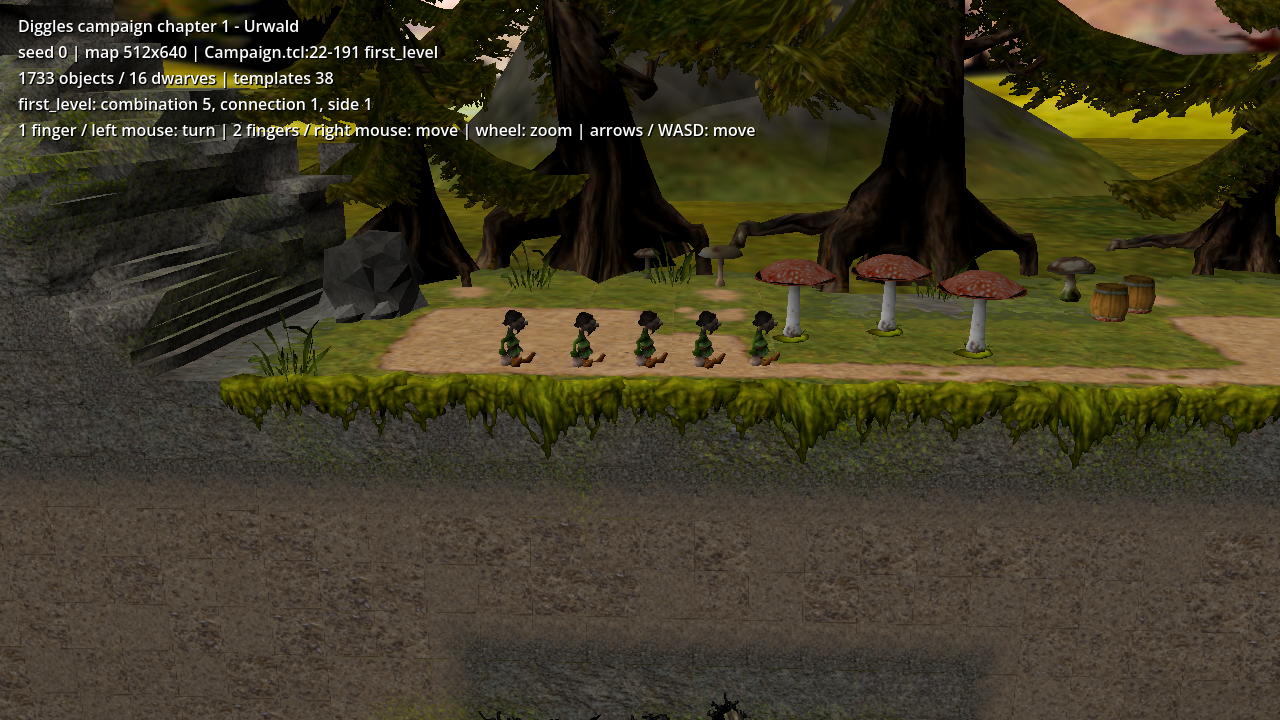 Diggles campaign chapter 1 - Urwald
seed 0 | map 512x640 | Campaign.tcl:22-191 first_level
1733 objects / 16 dwarves | templates 38
first_level: combination 5, connection 1, side 1
1 finger / left mouse: turn | 2 fingers / right mouse: move | wheel: zoom | arrows / WASD: move